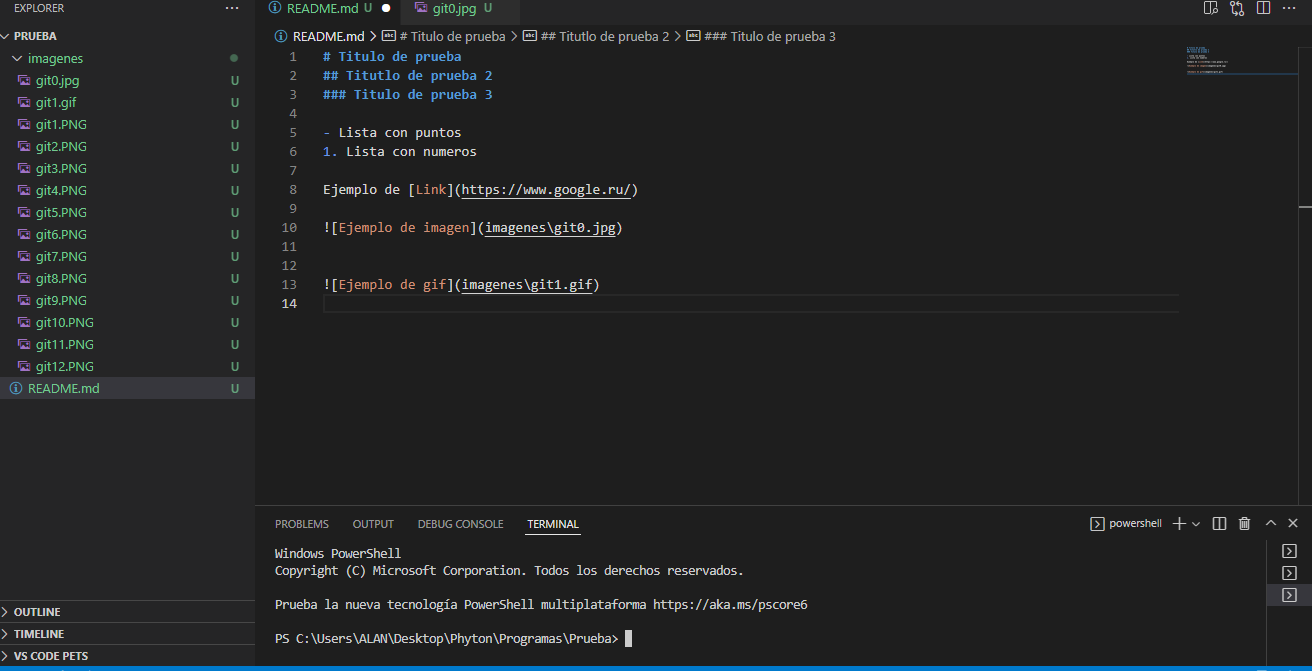 EXPLORER ...
PRUEBA
imagenes
git0.jpg U
git1.gif U
git1.PNG U
git2.PNG U
git3.PNG U
git4.PNG U
git5.PNG U
git6.PNG U
git7.PNG U
git8.PNG U
git9.PNG U
git10.PNG U
git11.PNG U
git12.PNG U
README.md U
OUTLINE
TIMELINE
VS CODE PETS
README.md U git0.jpg U
README.md > # Titulo de prueba > ## Titutlo de prueba 2 > ### Titulo de prueba 3
1 # Titulo de prueba
2 ## Titutlo de prueba 2
3 ### Titulo de prueba 3
4
5 - Lista con puntos
6 1. Lista con numeros
7
8 Ejemplo de [Link](https://www.google.ru/)
9
10 ![Ejemplo de imagen](imagenes\git0.jpg)
11
12
13 ![Ejemplo de gif](imagenes\git1.gif)
14
PROBLEMS OUTPUT DEBUG CONSOLE TERMINAL powershell
Windows PowerShell
Copyright (C) Microsoft Corporation. Todos los derechos reservados.
Prueba la nueva tecnología PowerShell multiplataforma https://aka.ms/pscore6
PS C:\Users\ALAN\Desktop\Phyton\Programas\Prueba>